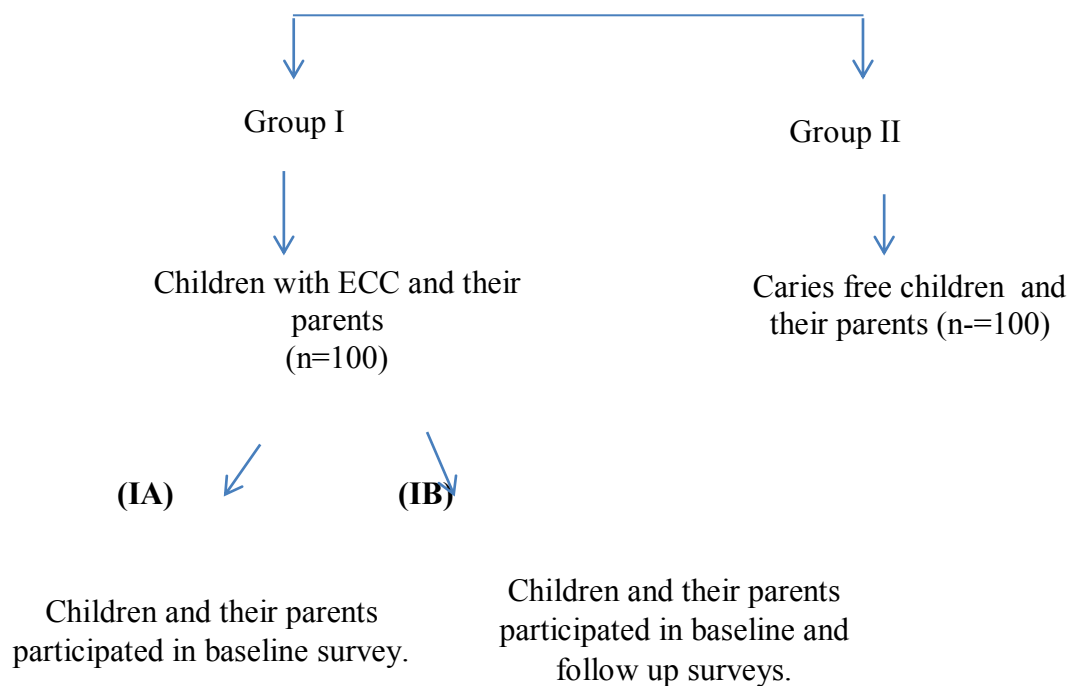 Group I
Group II
Children with ECC and their
parents
(n=100)
Caries free children and
their parents (n-=100)
(IA)
(IB)
Children and their parents
participated in baseline survey.
Children and their parents
participated in baseline and
follow up surveys.